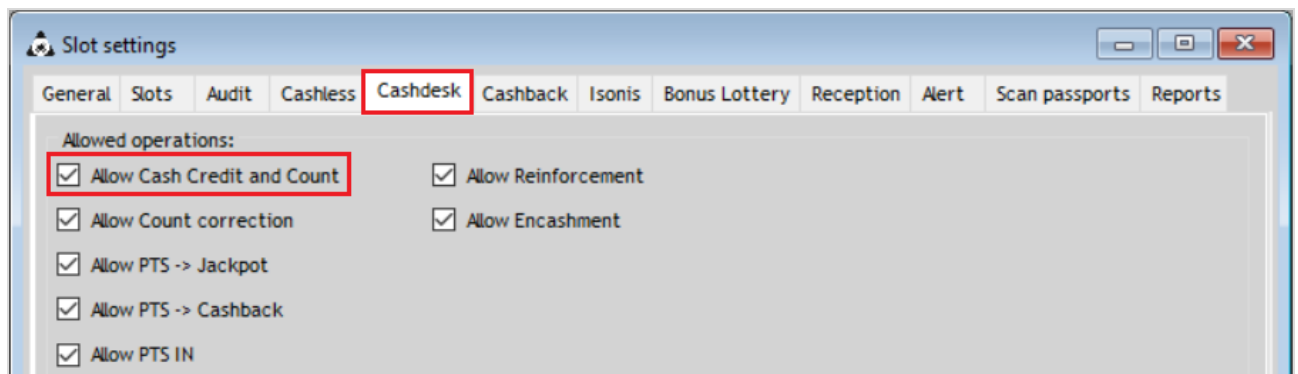 Slot settings
General Slots Audit Cashless Cashdesk Cashback Isonis Bonus Lottery Reception Alert Scan passports Reports
Allowed operations:
Allow Cash Credit and Count Allow Reinforcement
Allow Count correction Allow Encashment
Allow PTS -> Jackpot
Allow PTS -> Cashback
Allow PTS IN